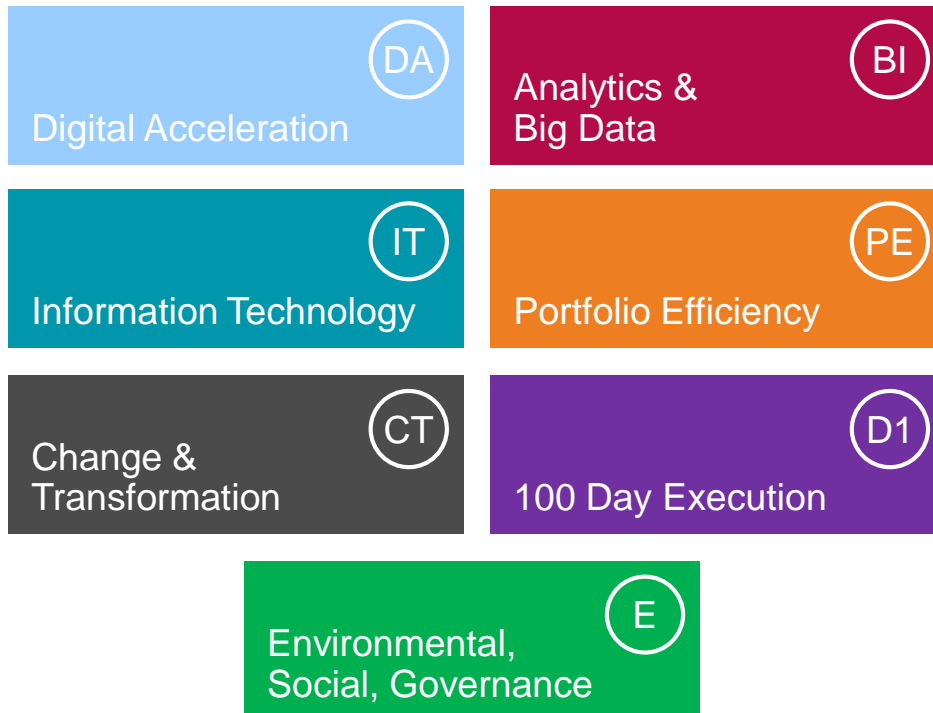 DA
Digital Acceleration
BI
Analytics &
Big Data
IT
Information Technology
PE
Portfolio Efficiency
CT
Change &
Transformation
D1
100 Day Execution
E
Environmental,
Social, Governance